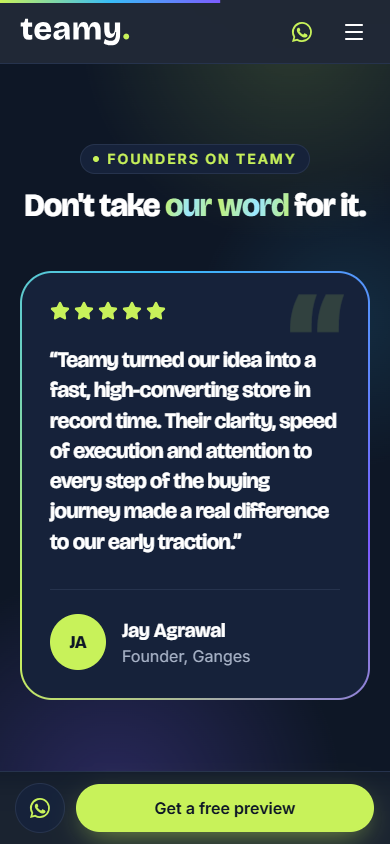 teamy.
FOUNDERS ON TEAMY
Don't take our word for it.
“Teamy turned our idea into a
fast, high-converting store in
record time. Their clarity, speed
of execution and attention to
every step of the buying
journey made a real difference
to our early traction.”
JA
Jay Agrawal
Founder, Ganges
Get a free preview